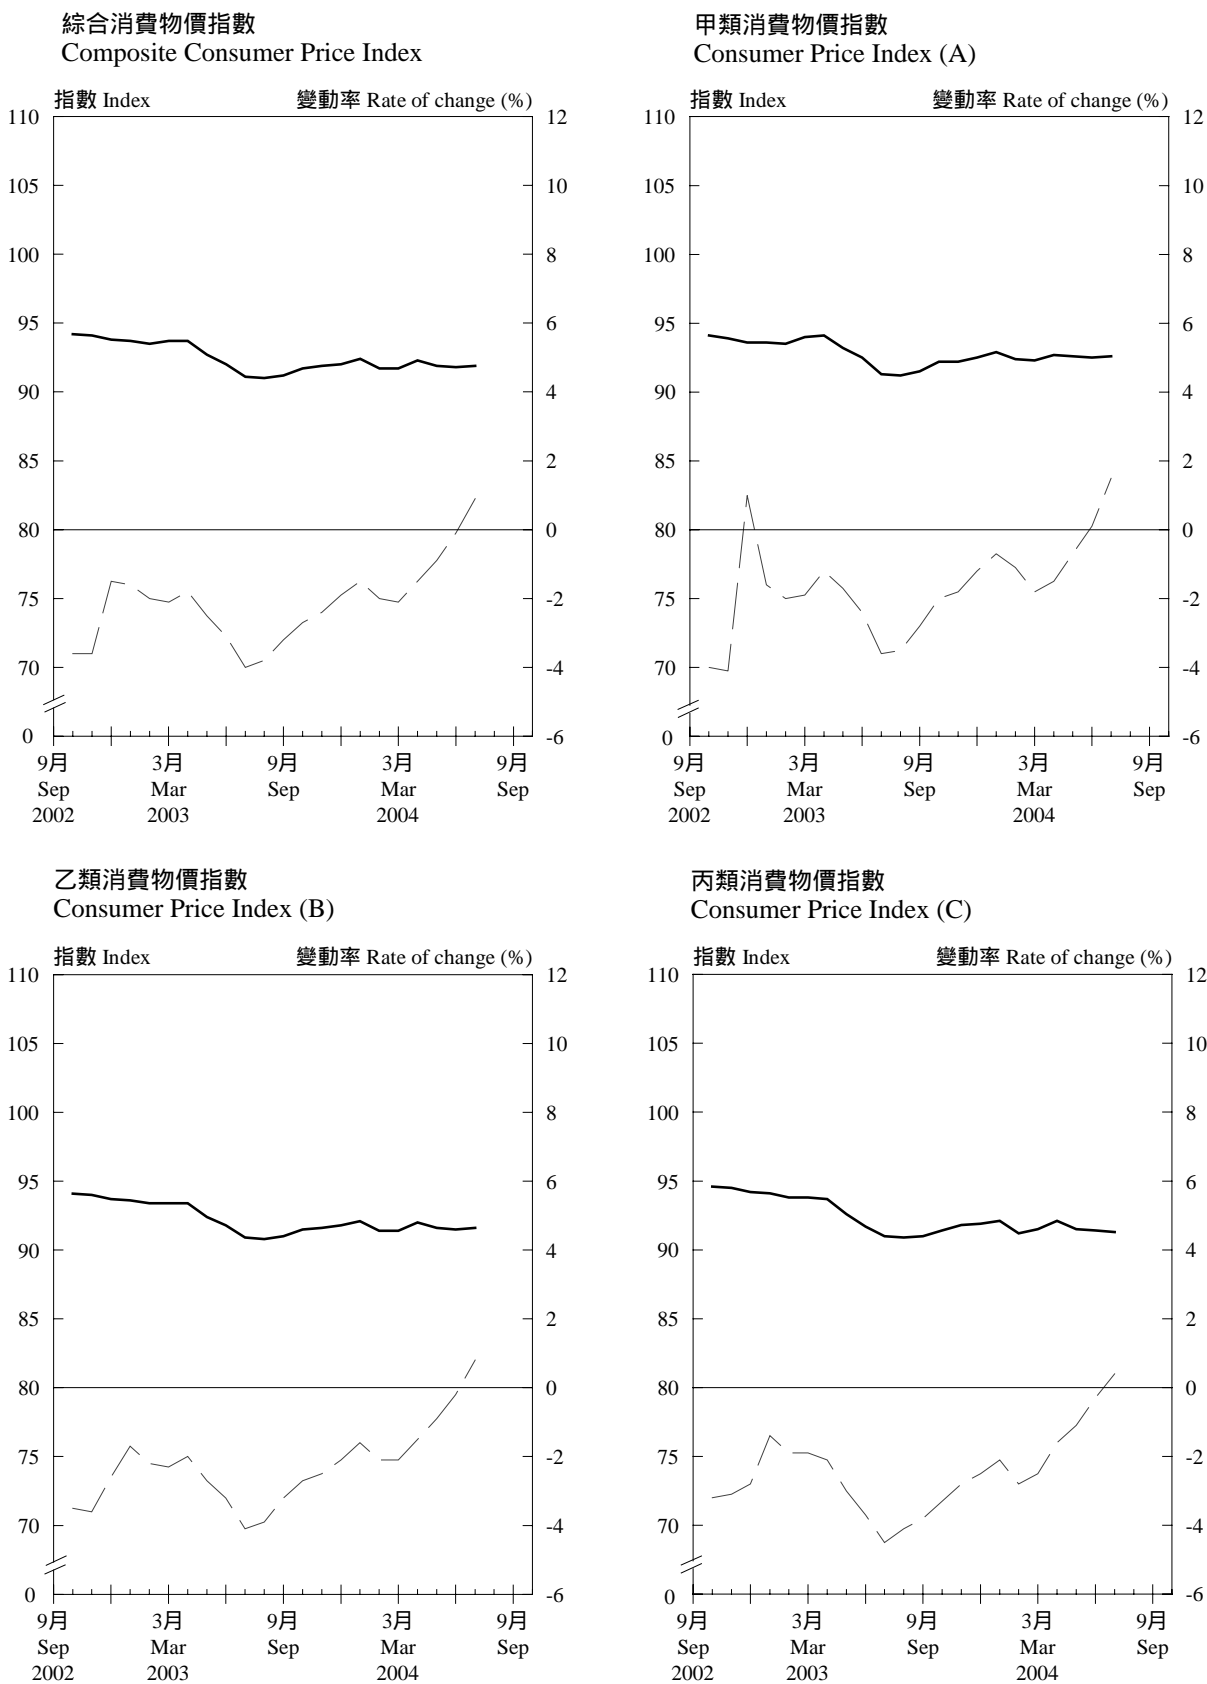 綜合消費物價指數
Composite Consumer Price Index
指數 Index 變動率 Rate of change (%)
110 12
105 10
100 8
95 6
90 4
85 2
80 0
75 -2
70 -4
0 -6
9月 3月 9月 3月 9月
Sep Mar Sep Mar Sep
2002 2003 2004
甲類消費物價指數
Consumer Price Index (A)
指數 Index 變動率 Rate of change (%)
110 12
105 10
100 8
95 6
90 4
85 2
80 0
75 -2
70 -4
0 -6
9月 3月 9月 3月 9月
Sep Mar Sep Mar Sep
2002 2003 2004
乙類消費物價指數
Consumer Price Index (B)
指數 Index 變動率 Rate of change (%)
110 12
105 10
100 8
95 6
90 4
85 2
80 0
75 -2
70 -4
0 -6
9月 3月 9月 3月 9月
Sep Mar Sep Mar Sep
2002 2003 2004
丙類消費物價指數
Consumer Price Index (C)
指數 Index 變動率 Rate of change (%)
110 12
105 10
100 8
95 6
90 4
85 2
80 0
75 -2
70 -4
0 -6
9月 3月 9月 3月 9月
Sep Mar Sep Mar Sep
2002 2003 2004